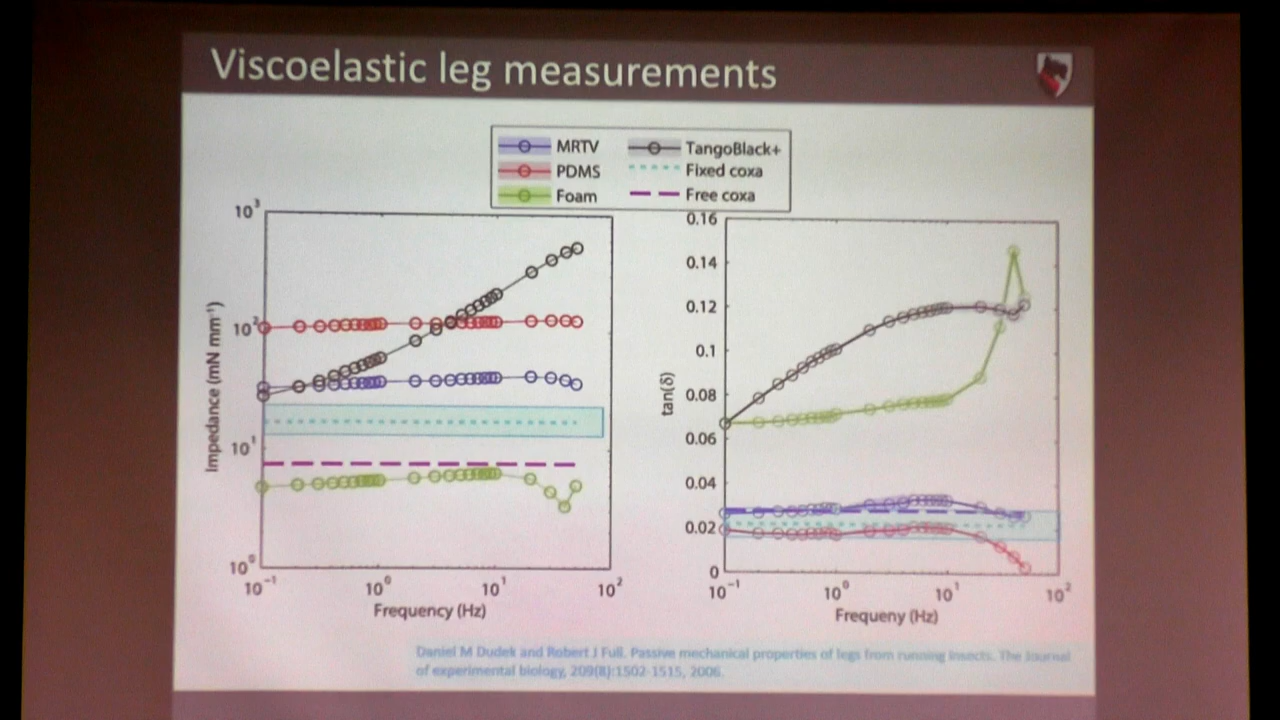 Viscoelastic leg measurements
MRTV
TangoBlack+
PDMS
Fixed coxa
Foam
Free coxa
10³
10²
10¹
10⁰
Impedance (mN mm⁻¹)
10⁻¹ 10⁰ 10¹ 10²
Frequency (Hz)
0.16
0.14
0.12
0.1
0.08
0.06
0.04
0.02
0
tan(δ)
10⁻¹ 10⁰ 10¹ 10²
Frequeny (Hz)
Daniel M Dudek and Robert J Full. Passive mechanical properties of legs from running insects. The Journal
of experimental biology, 209(8):1502-1515, 2006.